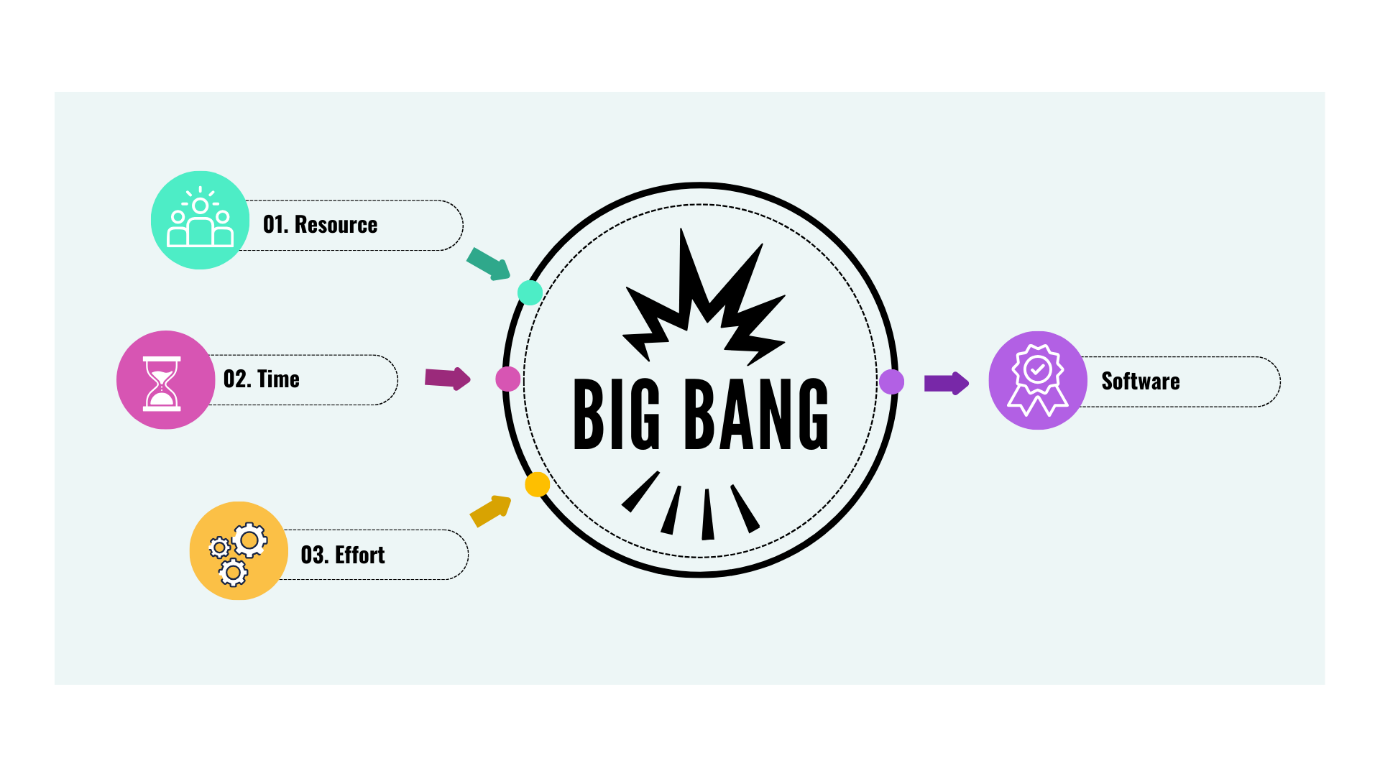 01. Resource
02. Time
03. Effort
BIG BANG
Software